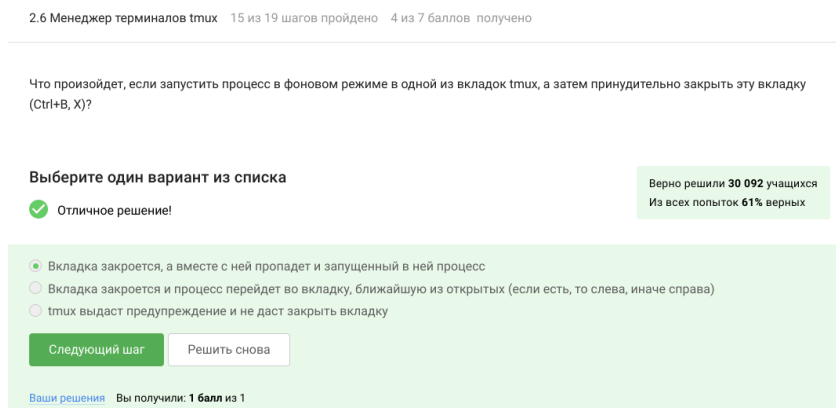 2.6 Менеджер терминалов tmux 15 из 19 шагов пройдено 4 из 7 баллов получено
Что произойдет, если запустить процесс в фоновом режиме в одной из вкладок tmux, а затем принудительно закрыть эту вкладку
(Ctrl+B, X)?
Выберите один вариант из списка
Отличное решение!
Верно решили 30 092 учащихся
Из всех попыток 61% верных
Вкладка закроется, а вместе с ней пропадет и запущенный в ней процесс
Вкладка закроется и процесс перейдет во вкладку, ближайшую из открытых (если есть, то слева, иначе справа)
tmux выдаст предупреждение и не даст закрыть вкладку
Следующий шаг Решить снова
Ваши решения Вы получили: 1 балл из 1